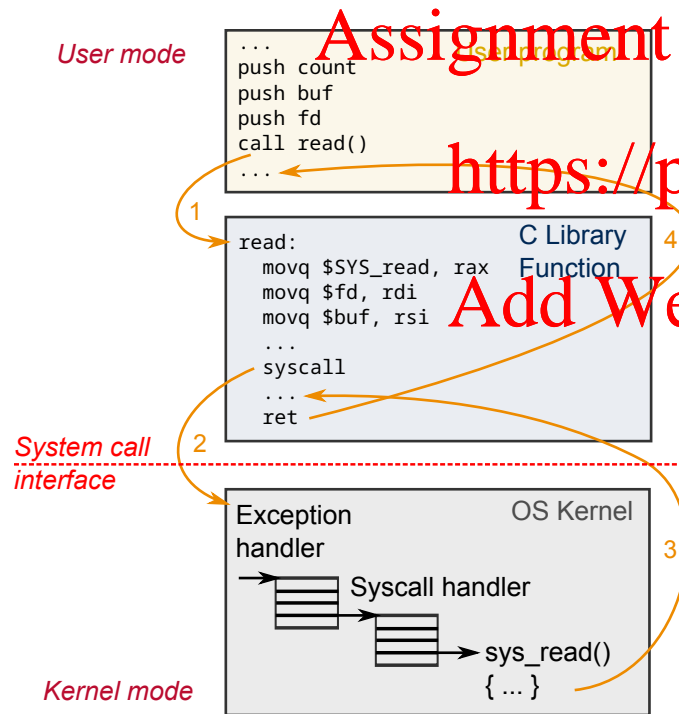 Assignment
User mode
...
User program
push count
push buf
push fd
call read()
...
https://p
1
read:
C Library
Function
4
movq $SYS_read, rax
movq $fd, rdi
movq $buf, rsi
Add We
...
syscall
...
ret
2
System call
interface
Exception
handler
OS Kernel
3
Syscall handler
sys_read()
{ ... }
Kernel mode